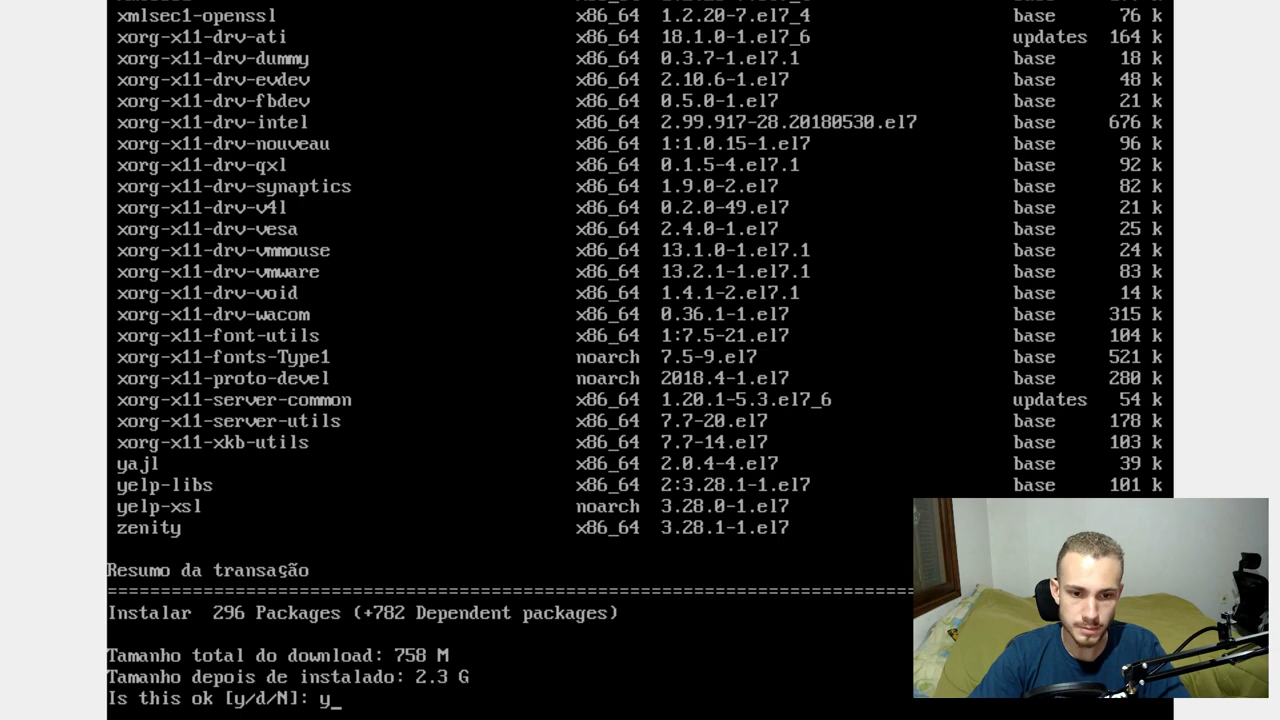 xmlsec1-openssl x86_64 1.2.20-7.el7_4 base 76 k
xorg-x11-drv-ati x86_64 18.1.0-1.el7_6 updates 164 k
xorg-x11-drv-dummy x86_64 0.3.7-1.el7.1 base 18 k
xorg-x11-drv-evdev x86_64 2.10.6-1.el7 base 48 k
xorg-x11-drv-fbdev x86_64 0.5.0-1.el7 base 21 k
xorg-x11-drv-intel x86_64 2.99.917-28.20180530.el7 base 676 k
xorg-x11-drv-nouveau x86_64 1:1.0.15-1.el7 base 96 k
xorg-x11-drv-qxl x86_64 0.1.5-4.el7.1 base 92 k
xorg-x11-drv-synaptics x86_64 1.9.0-2.el7 base 82 k
xorg-x11-drv-v4l x86_64 0.2.0-49.el7 base 21 k
xorg-x11-drv-vesa x86_64 2.4.0-1.el7 base 25 k
xorg-x11-drv-vmmouse x86_64 13.1.0-1.el7.1 base 24 k
xorg-x11-drv-vmware x86_64 13.2.1-1.el7.1 base 83 k
xorg-x11-drv-void x86_64 1.4.1-2.el7.1 base 14 k
xorg-x11-drv-wacom x86_64 0.36.1-1.el7 base 315 k
xorg-x11-font-utils x86_64 1:7.5-21.el7 base 104 k
xorg-x11-fonts-Type1 noarch 7.5-9.el7 base 521 k
xorg-x11-proto-devel noarch 2018.4-1.el7 base 280 k
xorg-x11-server-common x86_64 1.20.1-5.3.el7_6 updates 54 k
xorg-x11-server-utils x86_64 7.7-20.el7 base 178 k
xorg-x11-xkb-utils x86_64 7.7-14.el7 base 103 k
yajl x86_64 2.0.4-4.el7 base 39 k
yelp-libs x86_64 2:3.28.1-1.el7 base 101 k
yelp-xsl noarch 3.28.0-1.el7
zenity x86_64 3.28.1-1.el7
Resumo da transação
============================================================================
Instalar 296 Packages (+782 Dependent packages)
Tamanho total do download: 758 M
Tamanho depois de instalado: 2.3 G
Is this ok [y/d/N]: y_